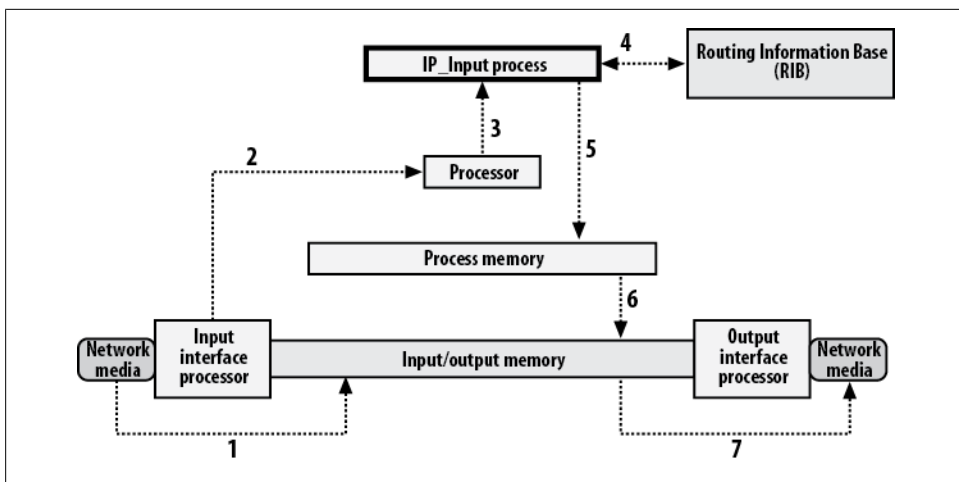 4
IP_Input process
Routing Information Base
(RIB)
3
5
2
Processor
Process memory
6
Network
media
Input
interface
processor
Input/output memory
Output
interface
processor
Network
media
1
7